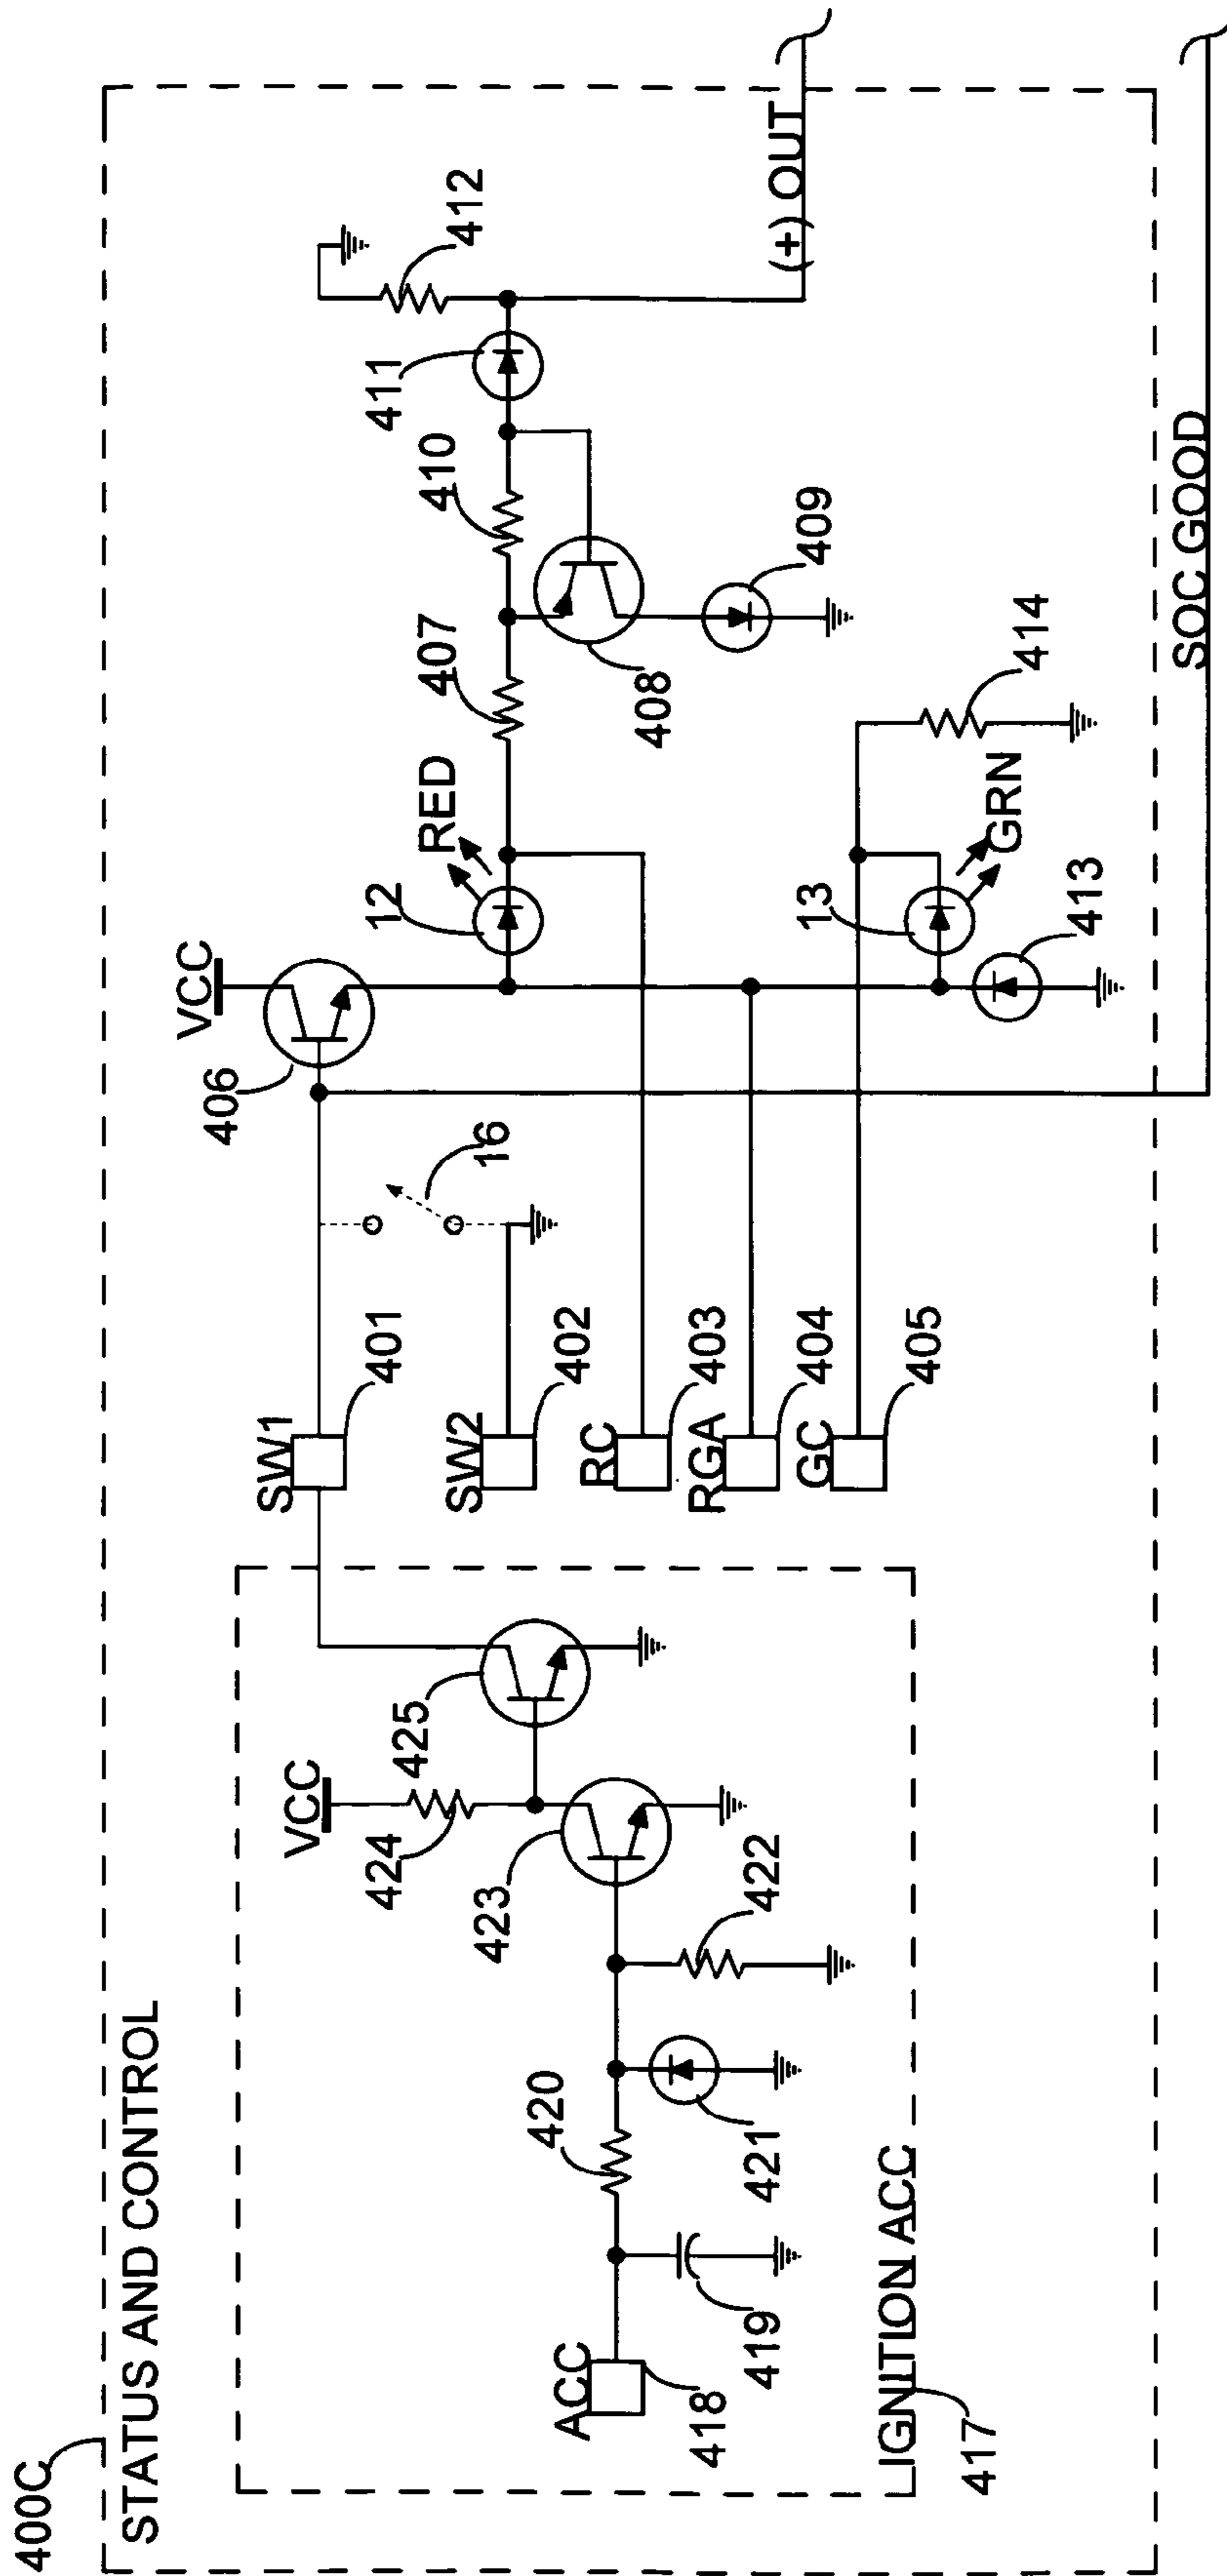 400C
STATUS AND CONTROL
ACC
418
419
420
421
422
423
424
VCC
425
IGNITION ACC
417
SW1
401
SW2
402
RC
403
RGA
404
GC
405
16
406
VCC
12
RED
407
408
409
410
411
412
13
GRN
413
414
(+) OUT
SOC GOOD